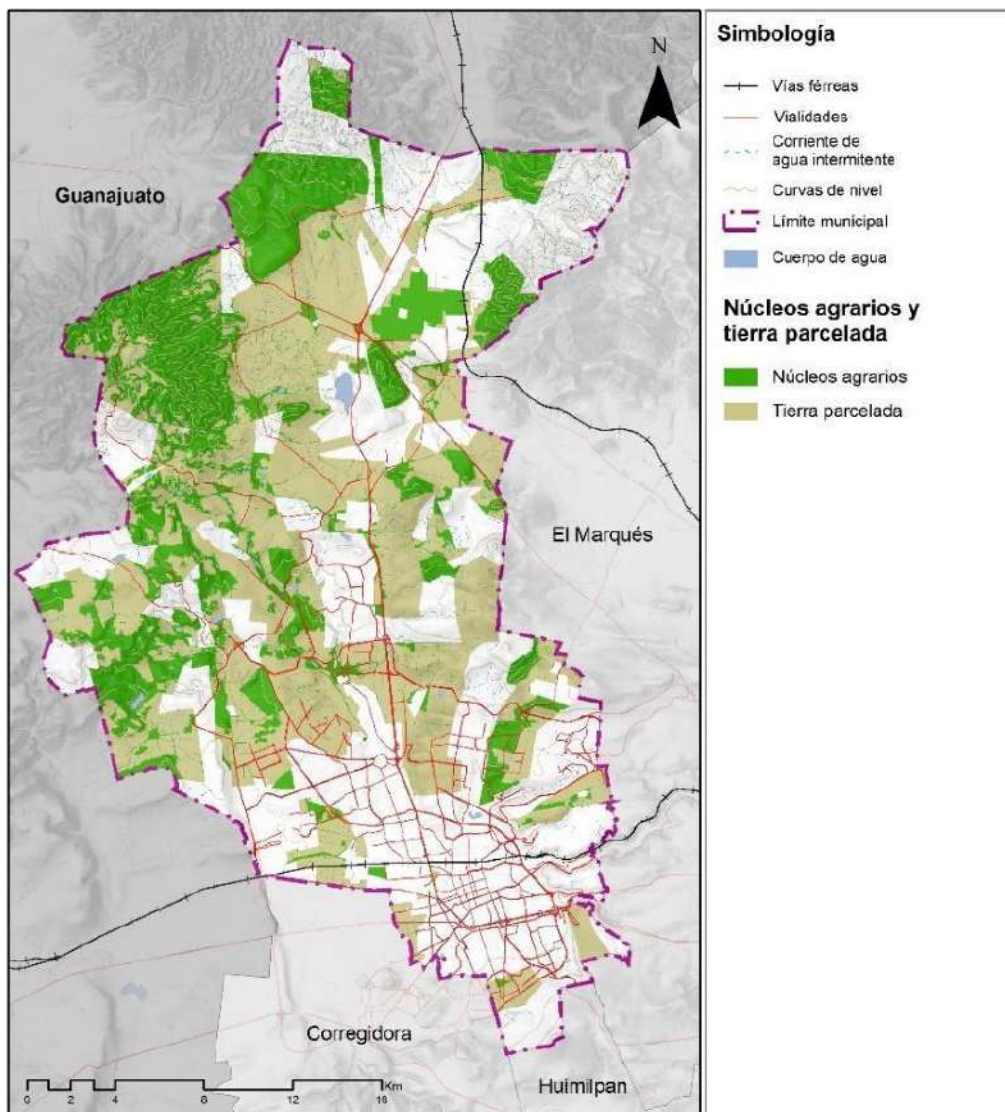 N
Guanajuato
El Marqués
Corregidora
Huimilpan
0 2 4 8 12 16 Km
Simbología
Vías férreas
Vialidades
Corriente de
agua intermitente
Curvas de nivel
Límite municipal
Cuerpo de agua
Núcleos agrarios y
tierra parcelada
Núcleos agrarios
Tierra parcelada